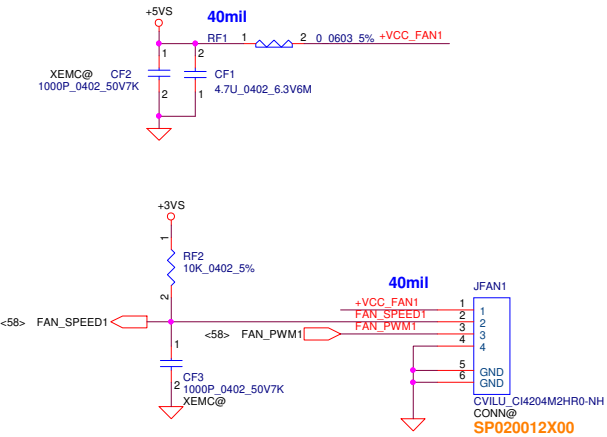 +5VS
40mil
RF1 1 2 0_0603_5% +VCC_FAN1
1 2
XEMC@ CF2 CF1
1000P_0402_50V7K 4.7U_0402_6.3V6M
2 1
+3VS
1
RF2
10K_0402_5%
2
40mil
JFAN1
+VCC_FAN1 1 1
<58> FAN_SPEED1 FAN_SPEED1 2 2
<58> FAN_PWM1 FAN_PWM1 3 3
4 4
1
CF3
2 1000P_0402_50V7K
XEMC@
5 GND
6 GND
CVILU_CI4204M2HR0-NH
CONN@
SP020012X00